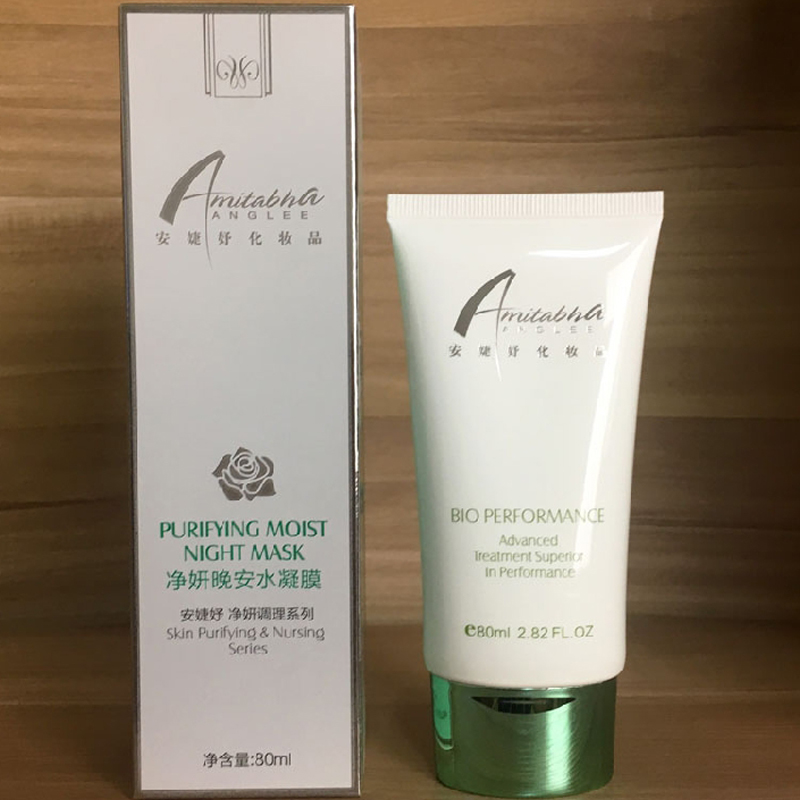 Amitabha
ANGLEE
安婕妤化妆品
PURIFYING MOIST
NIGHT MASK
净妍晚安水凝膜
安婕妤 净妍调理系列
Skin Purifying & Nursing
Series
净含量:80ml
Amitabha
ANGLEE
安婕妤化妆品
BIO PERFORMANCE
Advanced
Treatment Superior
In Performance
e80ml 2.82 FL.OZ